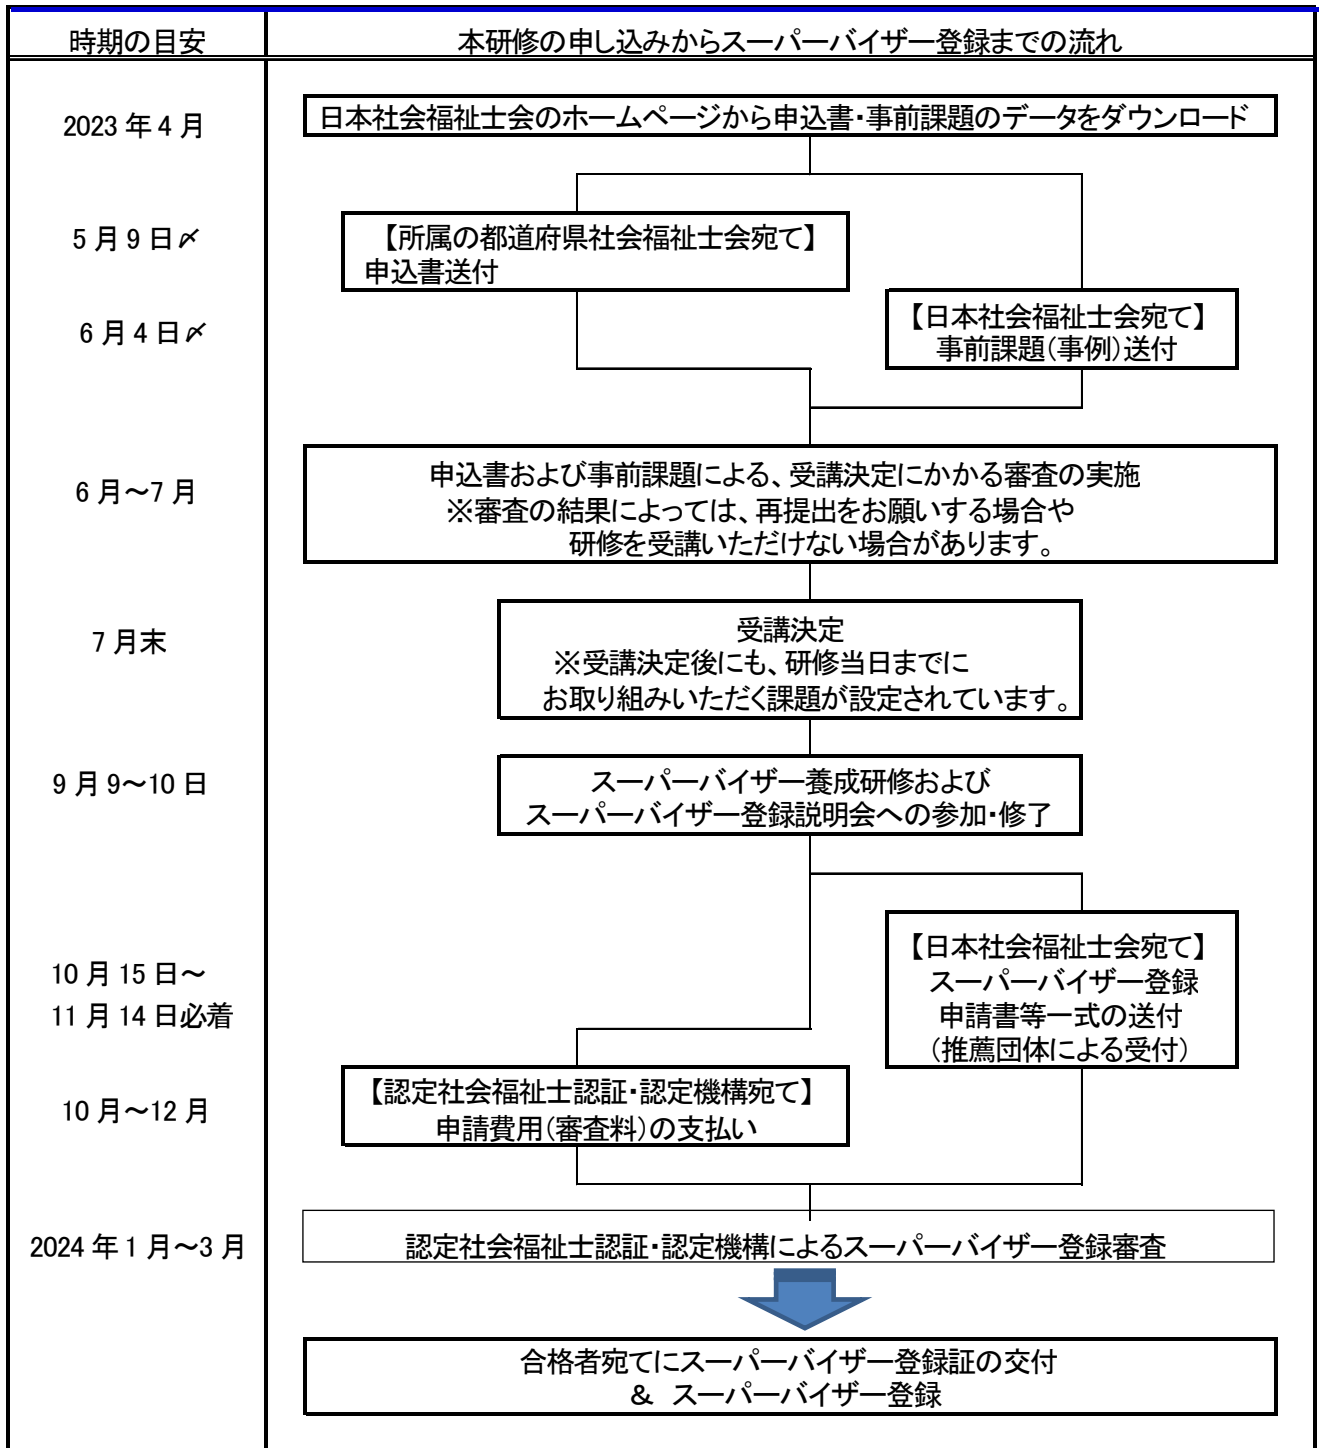 時期の目安
本研修の申し込みからスーパーバイザー登録までの流れ
2023年4月
日本社会福祉士会のホームページから申込書・事前課題のデータをダウンロード
5月9日〆
【所属の都道府県社会福祉士会宛て】
申込書送付
6月4日〆
【日本社会福祉士会宛て】
事前課題(事例)送付
6月～7月
申込書および事前課題による、受講決定にかかる審査の実施
※審査の結果によっては、再提出をお願いする場合や
研修を受講いただけない場合があります。
7月末
受講決定
※受講決定後にも、研修当日までに
お取り組みいただく課題が設定されています。
9月9～10日
スーパーバイザー養成研修および
スーパーバイザー登録説明会への参加・修了
10月15日～
11月14日必着
【日本社会福祉士会宛て】
スーパーバイザー登録
申請書等一式の送付
(推薦団体による受付)
10月～12月
【認定社会福祉士認証・認定機構宛て】
申請費用(審査料)の支払い
2024年1月～3月
認定社会福祉士認証・認定機構によるスーパーバイザー登録審査
合格者宛てにスーパーバイザー登録証の交付
& スーパーバイザー登録